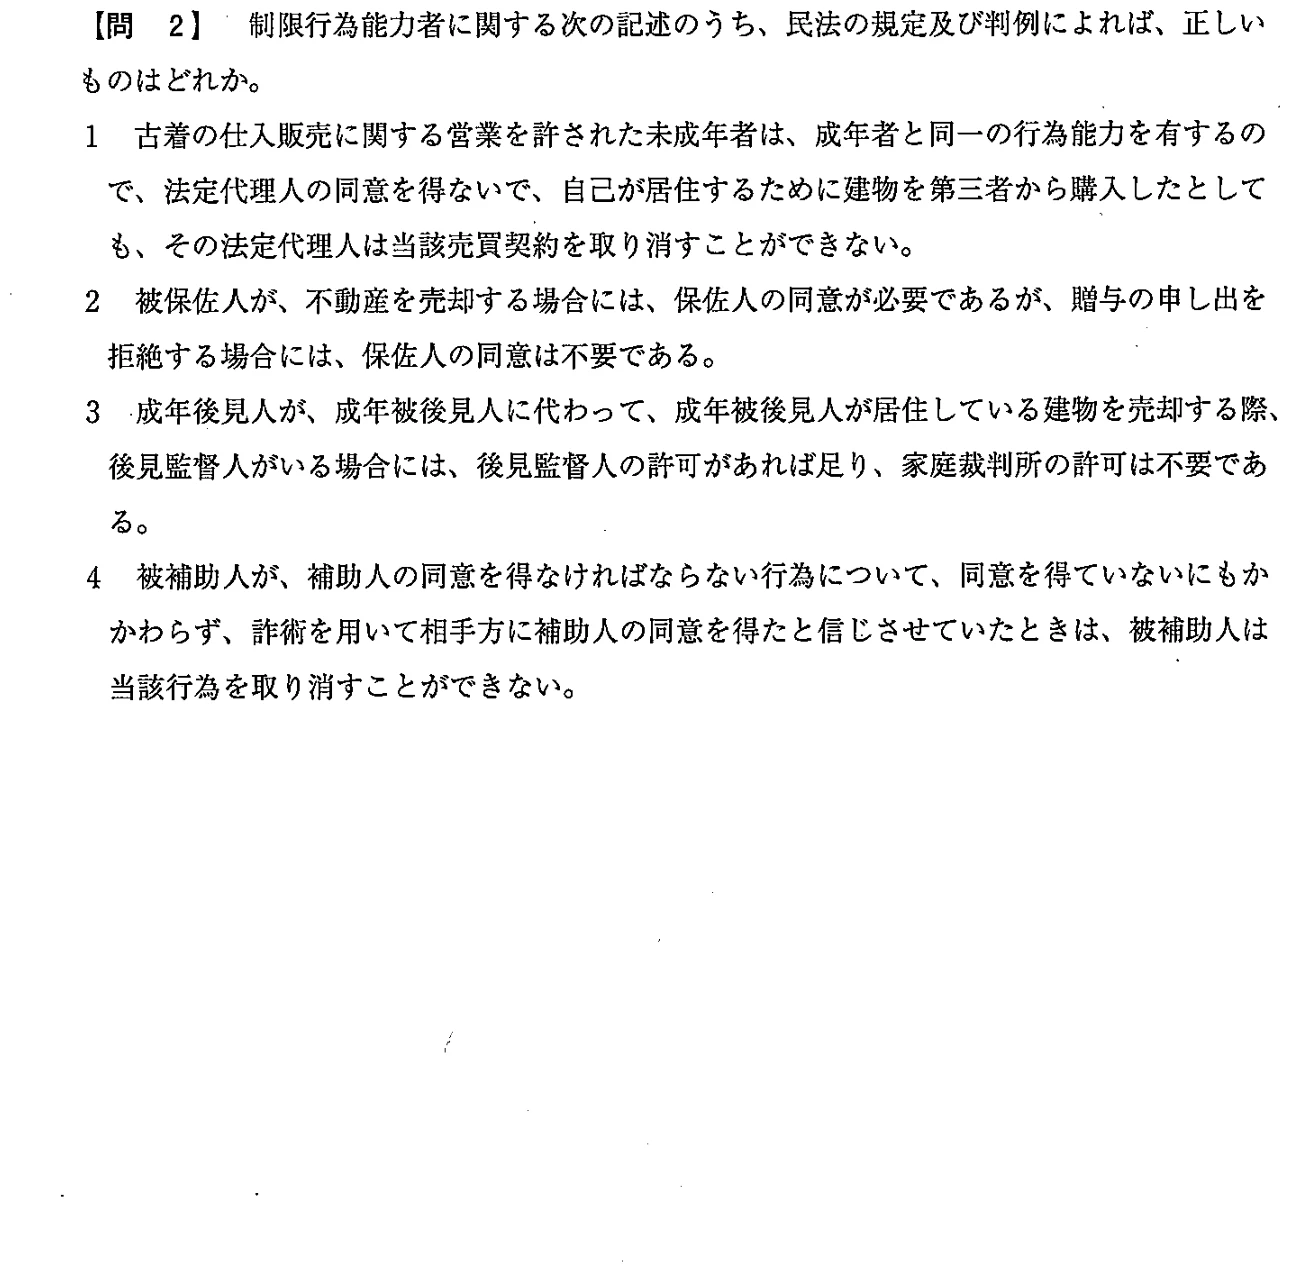 【問　2】　制限行為能力者に関する次の記述のうち、民法の規定及び判例によれば、正しい
ものはどれか。
1　古着の仕入販売に関する営業を許された未成年者は、成年者と同一の行為能力を有するの
で、法定代理人の同意を得ないで、自己が居住するために建物を第三者から購入したとして
も、その法定代理人は当該売買契約を取り消すことができない。
2　被保佐人が、不動産を売却する場合には、保佐人の同意が必要であるが、贈与の申し出を
拒絶する場合には、保佐人の同意は不要である。
3　成年後見人が、成年被後見人に代わって、成年被後見人が居住している建物を売却する際、
後見監督人がいる場合には、後見監督人の許可があれば足り、家庭裁判所の許可は不要であ
る。
4　被補助人が、補助人の同意を得なければならない行為について、同意を得ていないにもか
かわらず、詐術を用いて相手方に補助人の同意を得たと信じさせていたときは、被補助人は
当該行為を取り消すことができない。